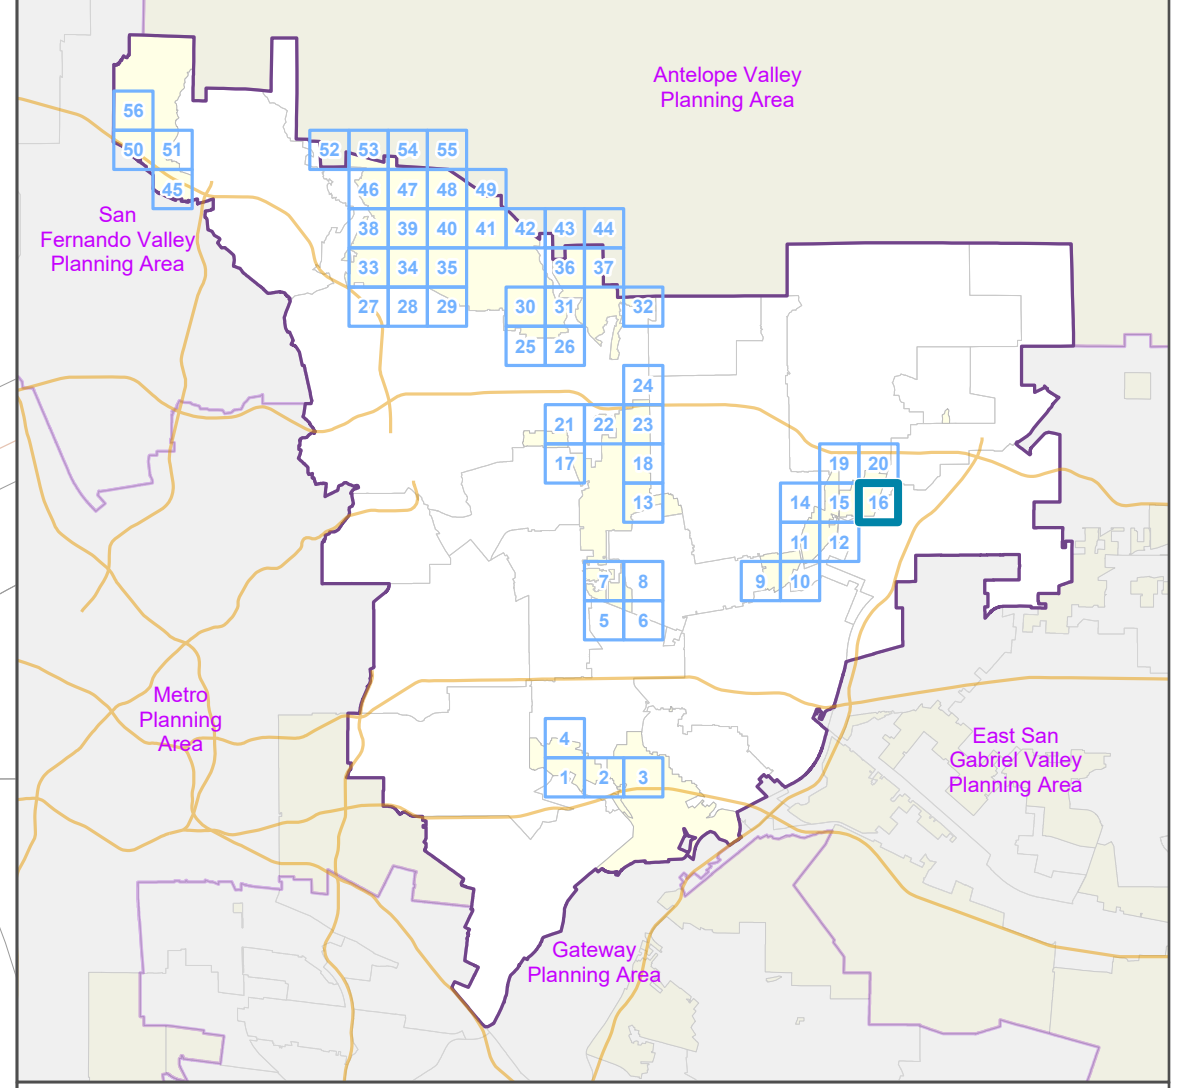 Antelope Valley
Planning Area
56
50 51
52 53 54 55
45
46 47 48 49
San
Fernando Valley
Planning Area
38 39 40 41 42 43 44
33 34 35 36 37
27 28 29 30 31 32
25 26
24
21 22 23
17 18 19 20
13 14 15 16
11 12
7 8 9 10
5 6
Metro
Planning
Area
4
East San
Gabriel Valley
Planning Area
1 2 3
Gateway
Planning Area